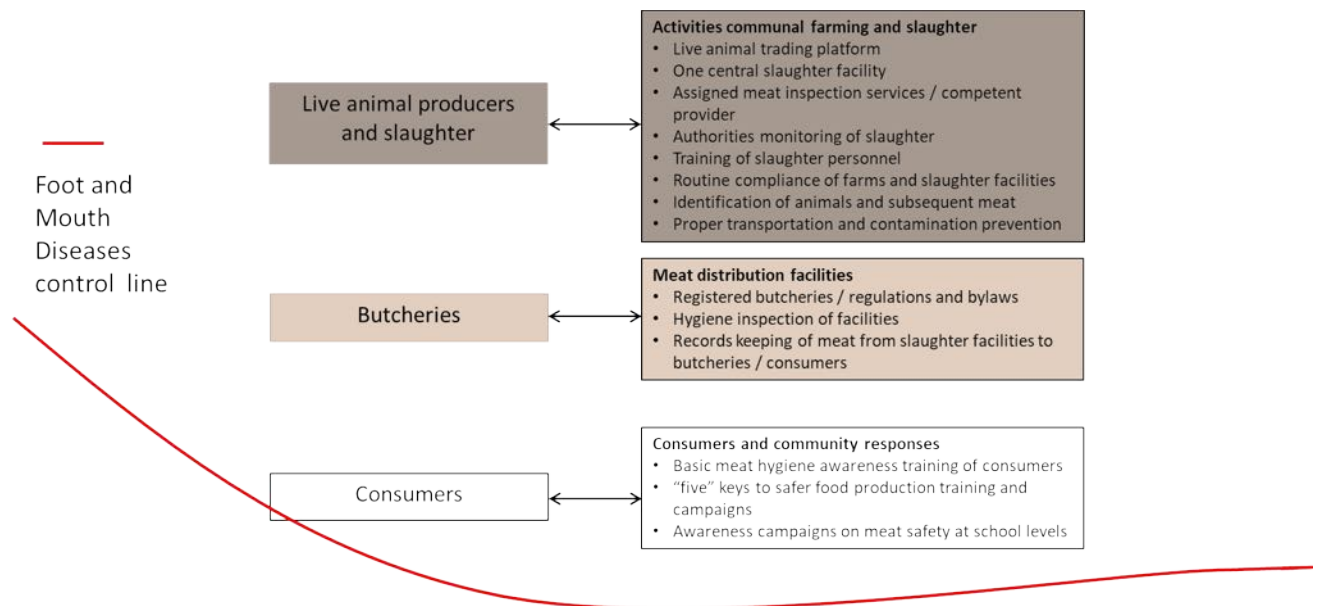 Foot and
Mouth
Diseases
control line
Live animal producers
and slaughter
Activities communal farming and slaughter
• Live animal trading platform
• One central slaughter facility
• Assigned meat inspection services / competent
provider
• Authorities monitoring of slaughter
• Training of slaughter personnel
• Routine compliance of farms and slaughter facilities
• Identification of animals and subsequent meat
• Proper transportation and contamination prevention
Butcheries
Meat distribution facilities
• Registered butcheries / regulations and bylaws
• Hygiene inspection of facilities
• Records keeping of meat from slaughter facilities to
butcheries / consumers
Consumers
Consumers and community responses
• Basic meat hygiene awareness training of consumers
• “five” keys to safer food production training and
campaigns
• Awareness campaigns on meat safety at school levels